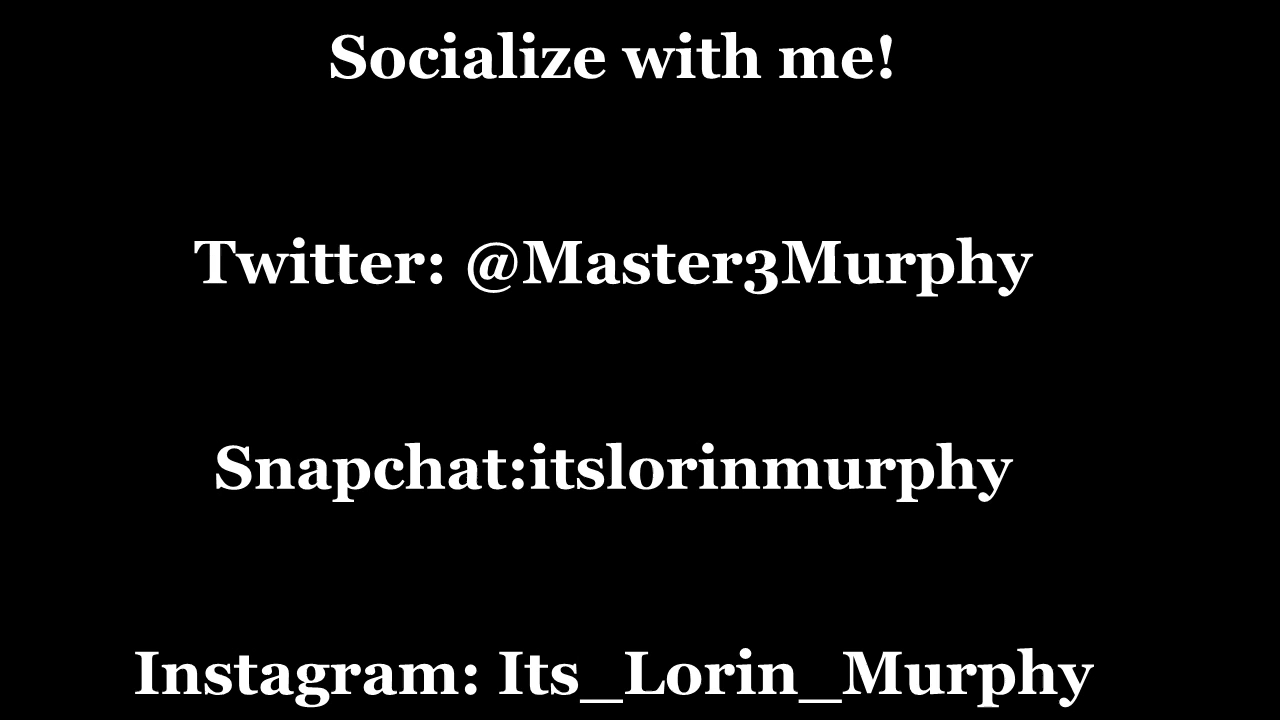 Socialize with me!
Twitter: @Master3Murphy
Snapchat:itslorinmurphy
Instagram: Its_Lorin_Murphy